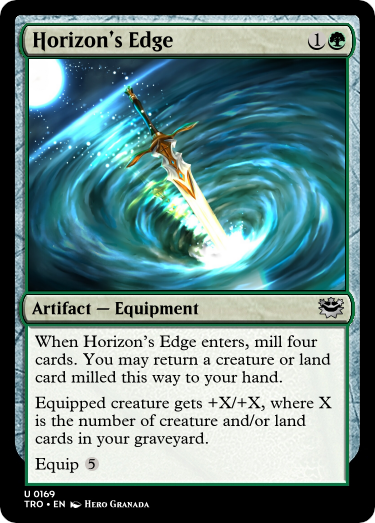 Horizon's Edge 1
Artifact — Equipment
When Horizon's Edge enters, mill four
cards. You may return a creature or land
card milled this way to your hand.
Equipped creature gets +X/+X, where X
is the number of creature and/or land
cards in your graveyard.
Equip 5
U 0169
TRO • EN Hero Granada